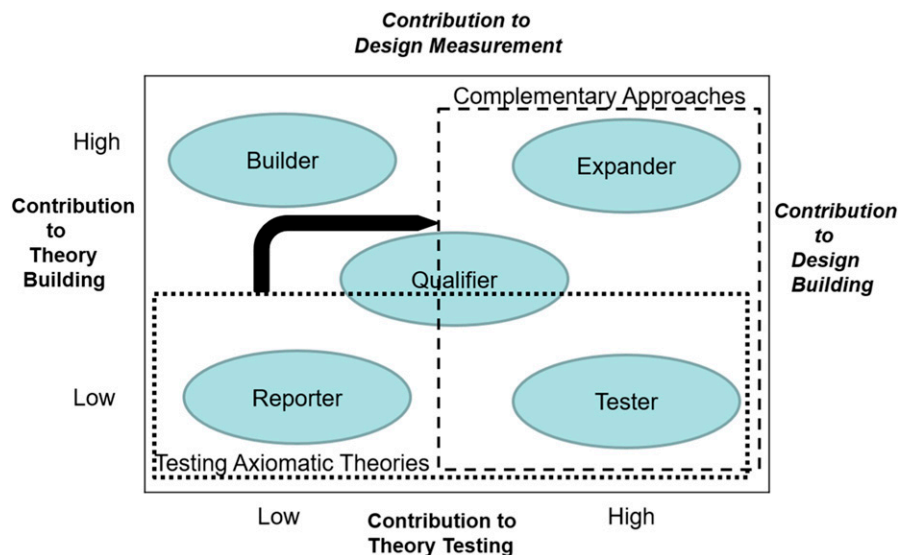 Contribution to
Design Measurement
Complementary Approaches
High
Builder
Expander
Contribution
to
Theory
Building
Contribution
to
Design
Building
Qualifier
Low
Reporter
Tester
Testing Axiomatic Theories
Low
Contribution to
Theory Testing
High